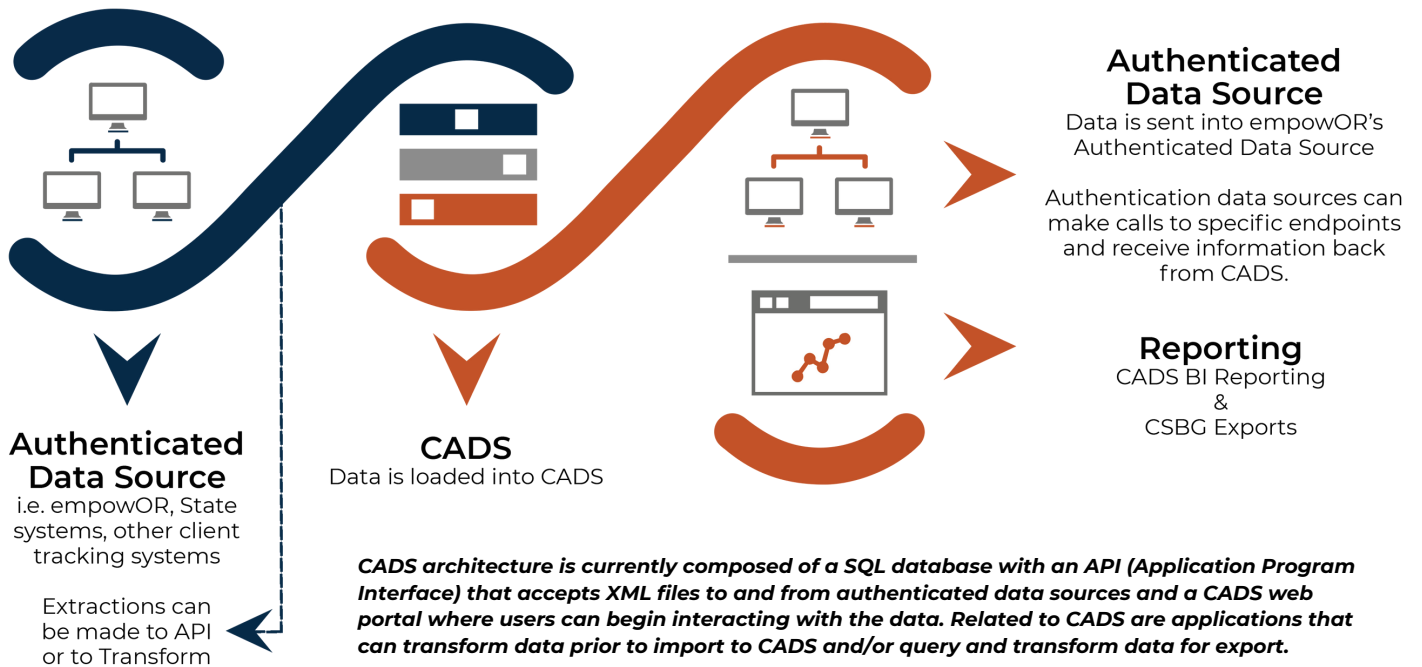 Authenticated
Data Source
i.e. empowOR, State
systems, other client
tracking systems
Extractions can
be made to API
or to Transform
CADS
Data is loaded into CADS
Authenticated
Data Source
Data is sent into empowOR’s
Authenticated Data Source
Authentication data sources can
make calls to specific endpoints
and receive information back
from CADS.
Reporting
CADS BI Reporting
&
CSBG Exports
CADS architecture is currently composed of a SQL database with an API (Application Program
Interface) that accepts XML files to and from authenticated data sources and a CADS web
portal where users can begin interacting with the data. Related to CADS are applications that
can transform data prior to import to CADS and/or query and transform data for export.